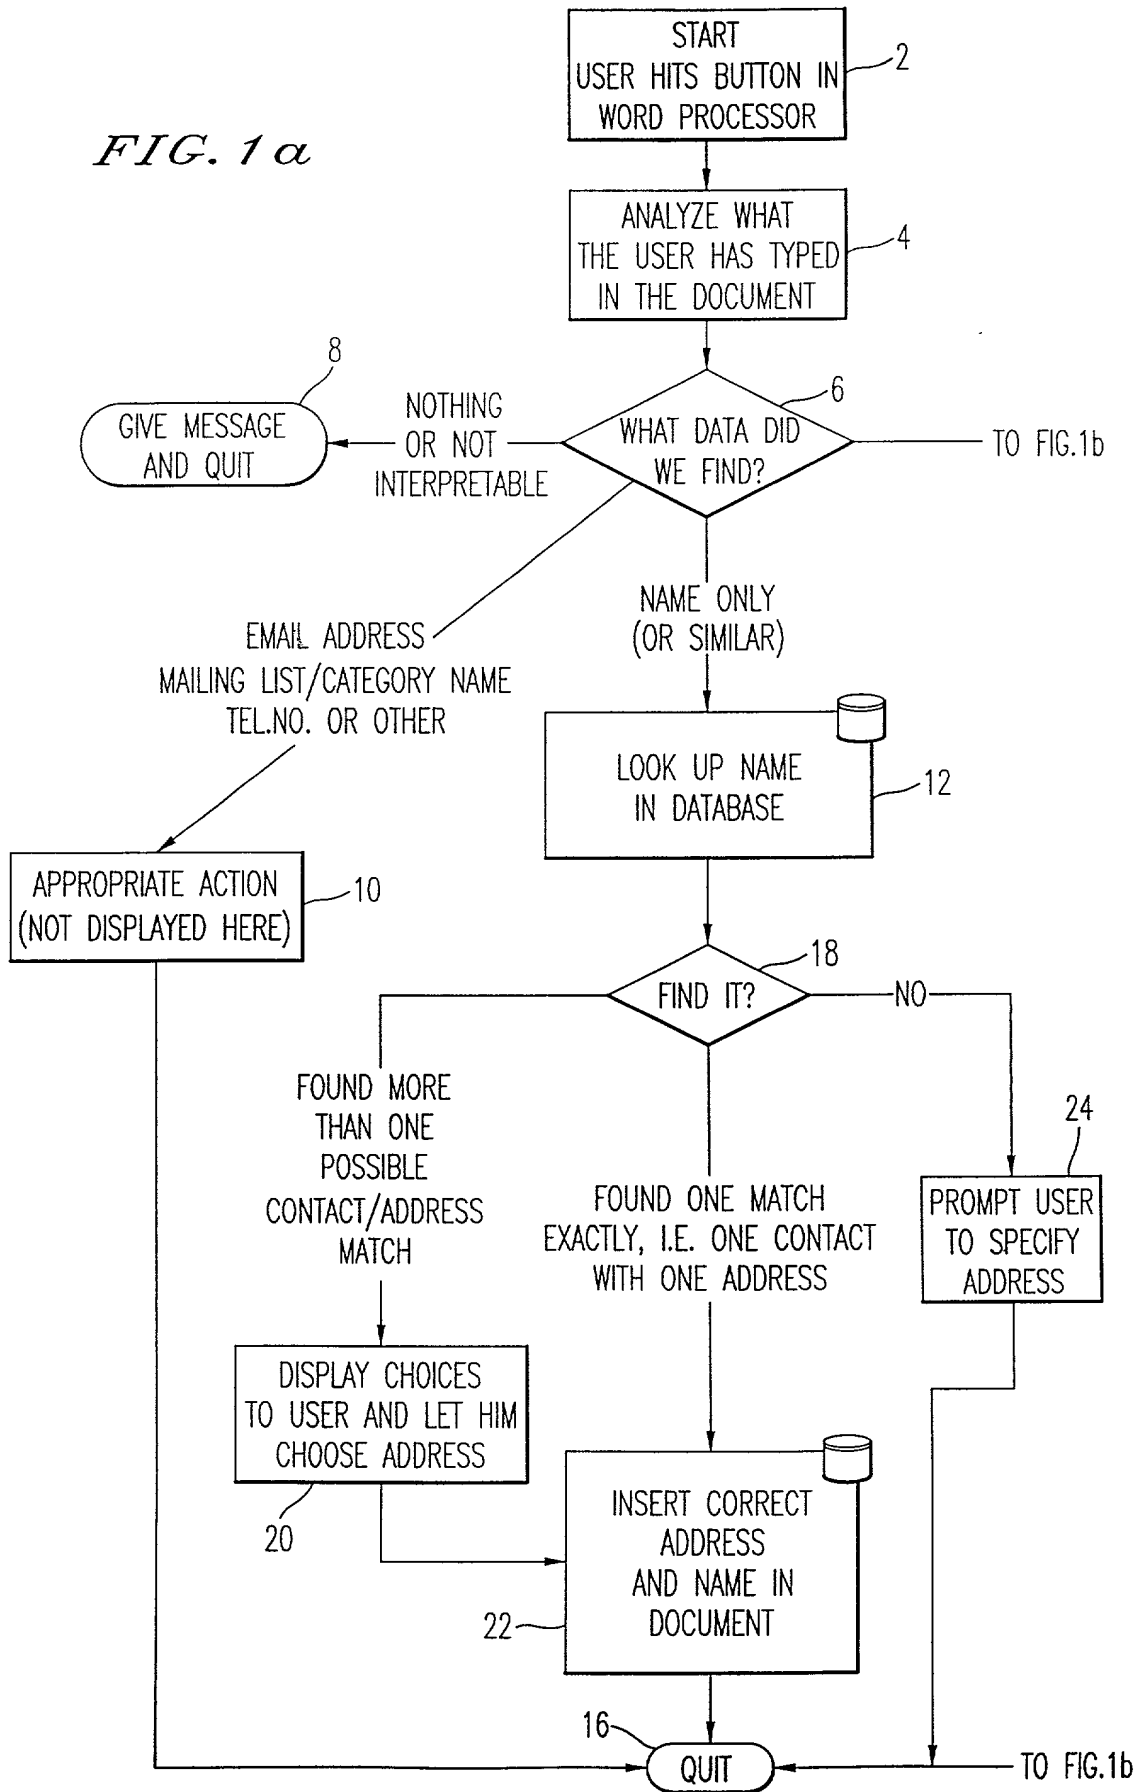 START
USER HITS BUTTON IN
WORD PROCESSOR
2
FIG. 1a
ANALYZE WHAT
THE USER HAS TYPED
IN THE DOCUMENT
4
8
GIVE MESSAGE
AND QUIT
NOTHING
OR NOT
INTERPRETABLE
6
WHAT DATA DID
WE FIND?
TO FIG.1b
NAME ONLY
(OR SIMILAR)
EMAIL ADDRESS
MAILING LIST/CATEGORY NAME
TEL.NO. OR OTHER
LOOK UP NAME
IN DATABASE
12
APPROPRIATE ACTION
(NOT DISPLAYED HERE)
10
18
FIND IT?
NO
FOUND MORE
THAN ONE
POSSIBLE
CONTACT/ADDRESS
MATCH
FOUND ONE MATCH
EXACTLY, I.E. ONE CONTACT
WITH ONE ADDRESS
24
PROMPT USER
TO SPECIFY
ADDRESS
DISPLAY CHOICES
TO USER AND LET HIM
CHOOSE ADDRESS
20
INSERT CORRECT
ADDRESS
AND NAME IN
DOCUMENT
22
16
QUIT
TO FIG.1b